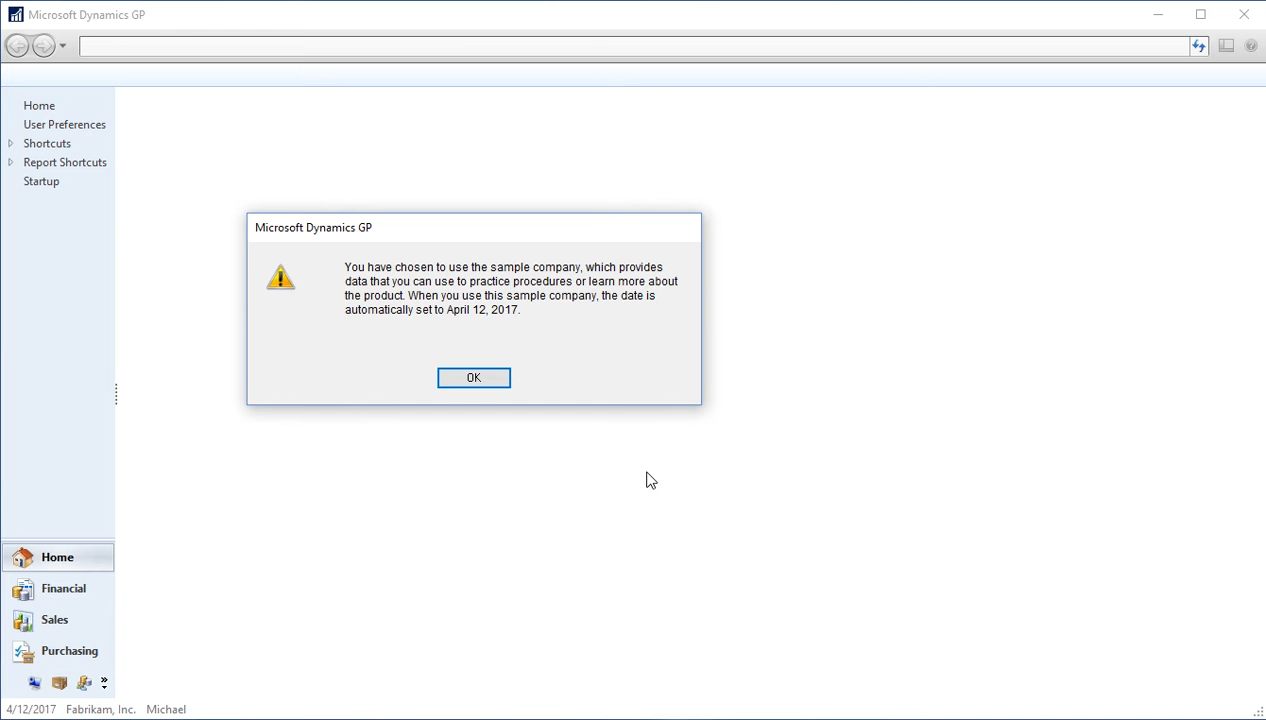 Microsoft Dynamics GP
Home
User Preferences
Shortcuts
Report Shortcuts
Startup
Microsoft Dynamics GP
You have chosen to use the sample company, which provides
data that you can use to practice procedures or learn more about
the product. When you use this sample company, the date is
automatically set to April 12, 2017.
OK
Home
Financial
Sales
Purchasing
4/12/2017 Fabrikam, Inc. Michael